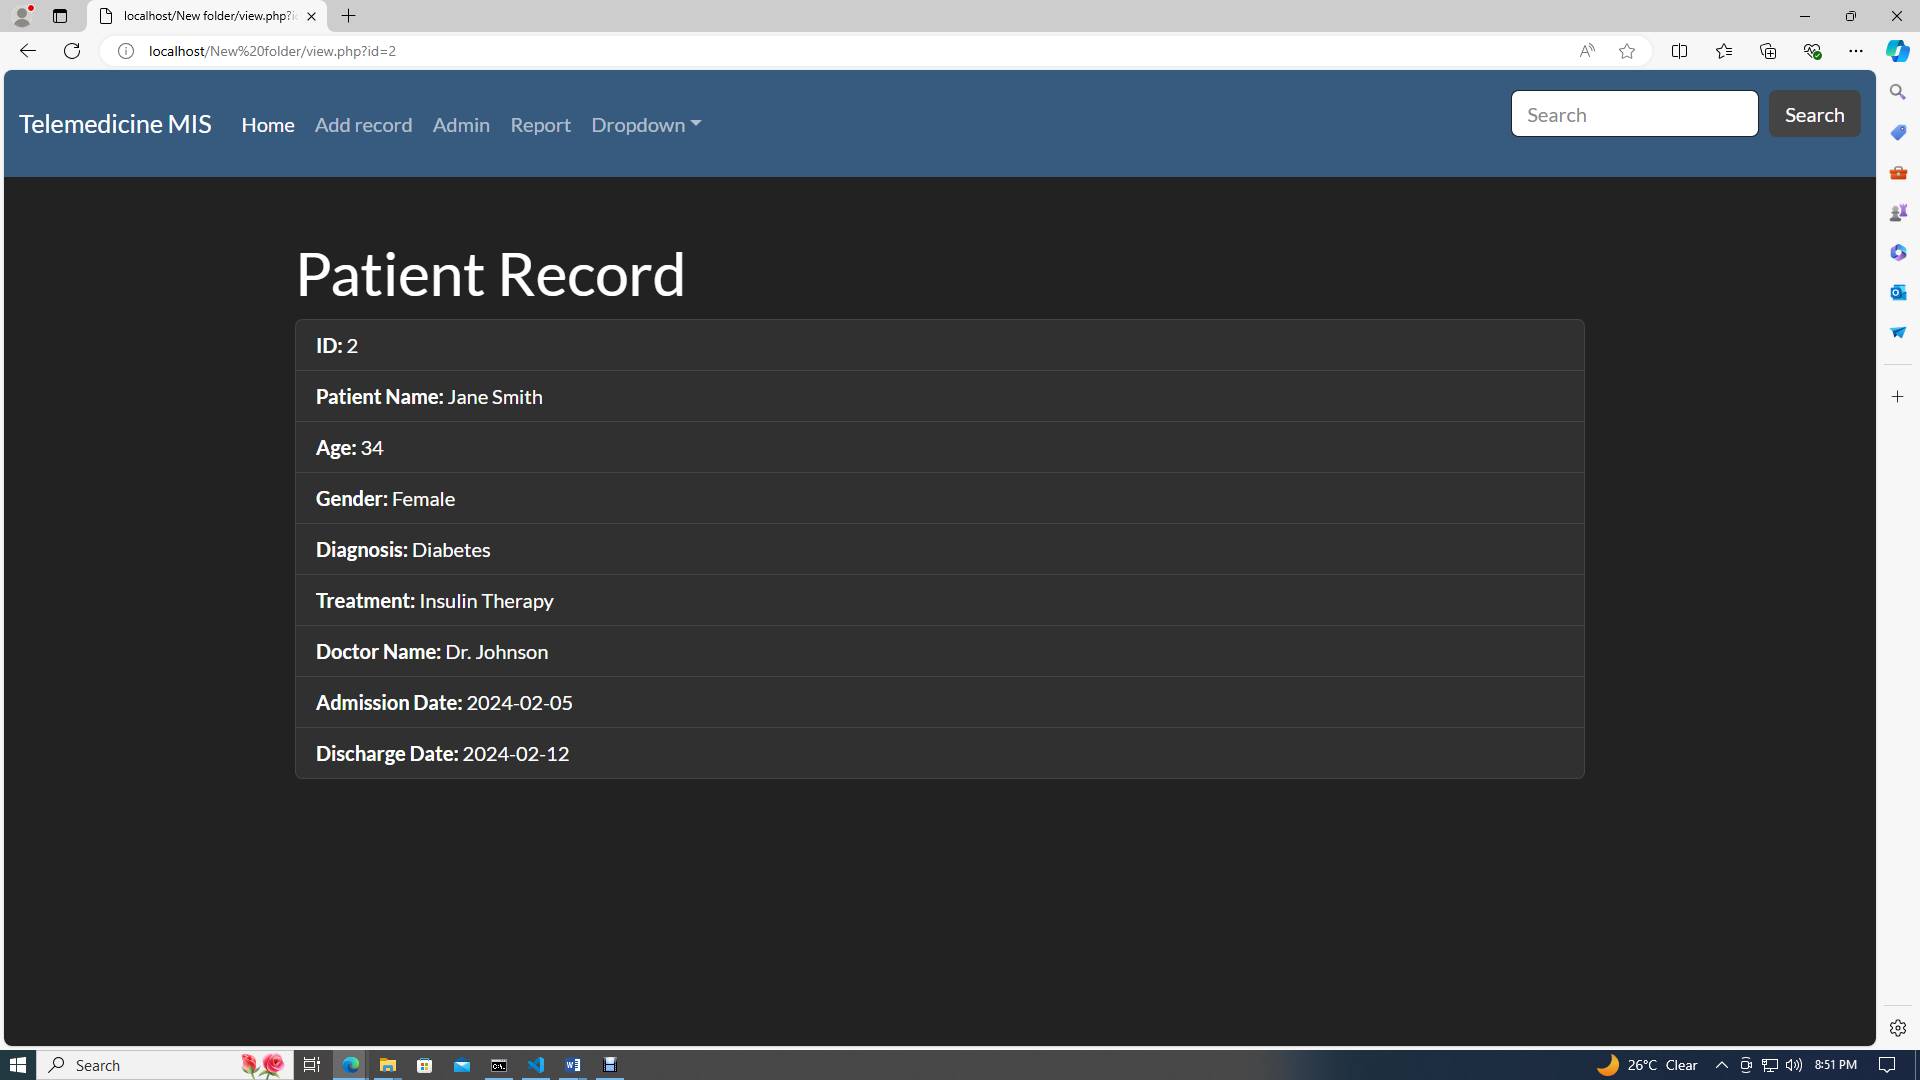 localhost/New folder/view.php?i
localhost/New%20folder/view.php?id=2
Telemedicine MIS Home Add record Admin Report Dropdown Search Search
Patient Record
ID: 2
Patient Name: Jane Smith
Age: 34
Gender: Female
Diagnosis: Diabetes
Treatment: Insulin Therapy
Doctor Name: Dr. Johnson
Admission Date: 2024-02-05
Discharge Date: 2024-02-12
Search 26°C Clear 8:51 PM